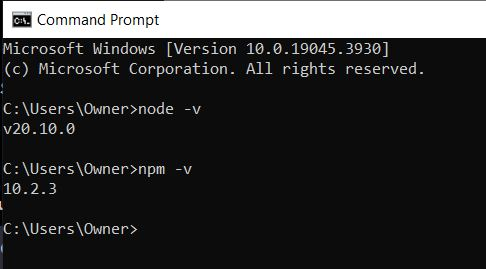 Command Prompt
Microsoft Windows [Version 10.0.19045.3930]
(c) Microsoft Corporation. All rights reserved.
C:\Users\Owner>node -v
v20.10.0
C:\Users\Owner>npm -v
10.2.3
C:\Users\Owner>